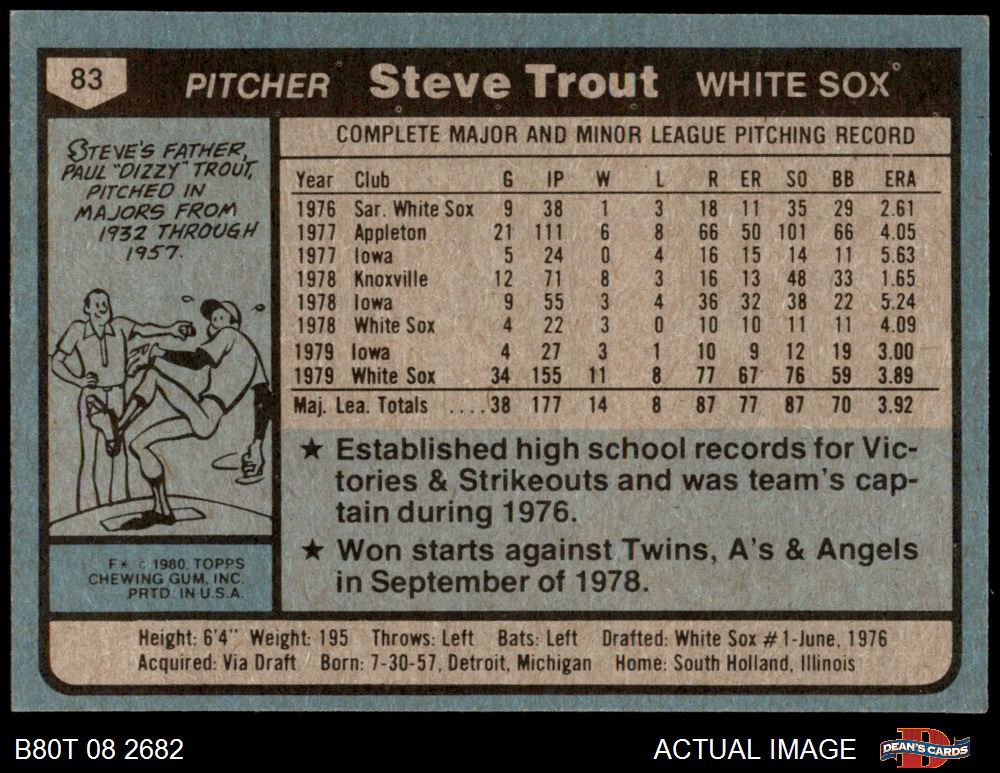 83 PITCHER Steve Trout WHITE SOX
STEVE'S FATHER,
PAUL "DIZZY" TROUT,
PITCHED IN
MAJORS FROM
1932 THROUGH
1957.
COMPLETE MAJOR AND MINOR LEAGUE PITCHING RECORD
Year Club G IP W L R ER SO BB ERA
1976 Sar. White Sox 9 38 1 3 18 11 35 29 2.61
1977 Appleton 21 111 6 8 66 50 101 66 4.05
1977 Iowa 5 24 0 4 16 15 14 11 5.63
1978 Knoxville 12 71 8 3 16 13 48 33 1.65
1978 Iowa 9 55 3 4 36 32 38 22 5.24
1978 White Sox 4 22 3 0 10 10 11 11 4.09
1979 Iowa 4 27 3 1 10 9 12 19 3.00
1979 White Sox 34 155 11 8 77 67 76 59 3.89
Maj. Lea. Totals ....38 177 14 8 87 77 87 70 3.92
★ Established high school records for Vic-
tories & Strikeouts and was team's cap-
tain during 1976.
★ Won starts against Twins, A's & Angels
in September of 1978.
F* © 1980, TOPPS
CHEWING GUM, INC.
PRTD. IN U.S.A.
Height: 6'4" Weight: 195 Throws: Left Bats: Left Drafted: White Sox #1-June, 1976
Acquired: Via Draft Born: 7-30-57, Detroit, Michigan Home: South Holland, Illinois
B80T 08 2682 ACTUAL IMAGE DEAN'S CARDS